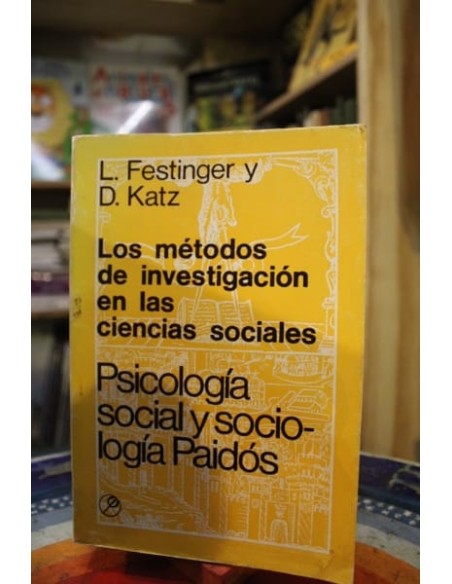 L. Festinger y
D. Katz
Los métodos
de investigación
en las
ciencias sociales
Psicología
social y socio-
logía Paidós